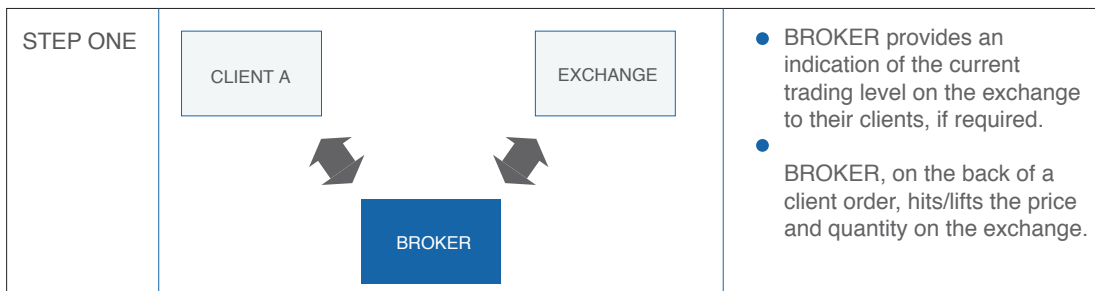 STEP ONE
CLIENT A
EXCHANGE
BROKER
BROKER provides an
indication of the current
trading level on the exchange
to their clients, if required.
BROKER, on the back of a
client order, hits/lifts the price
and quantity on the exchange.